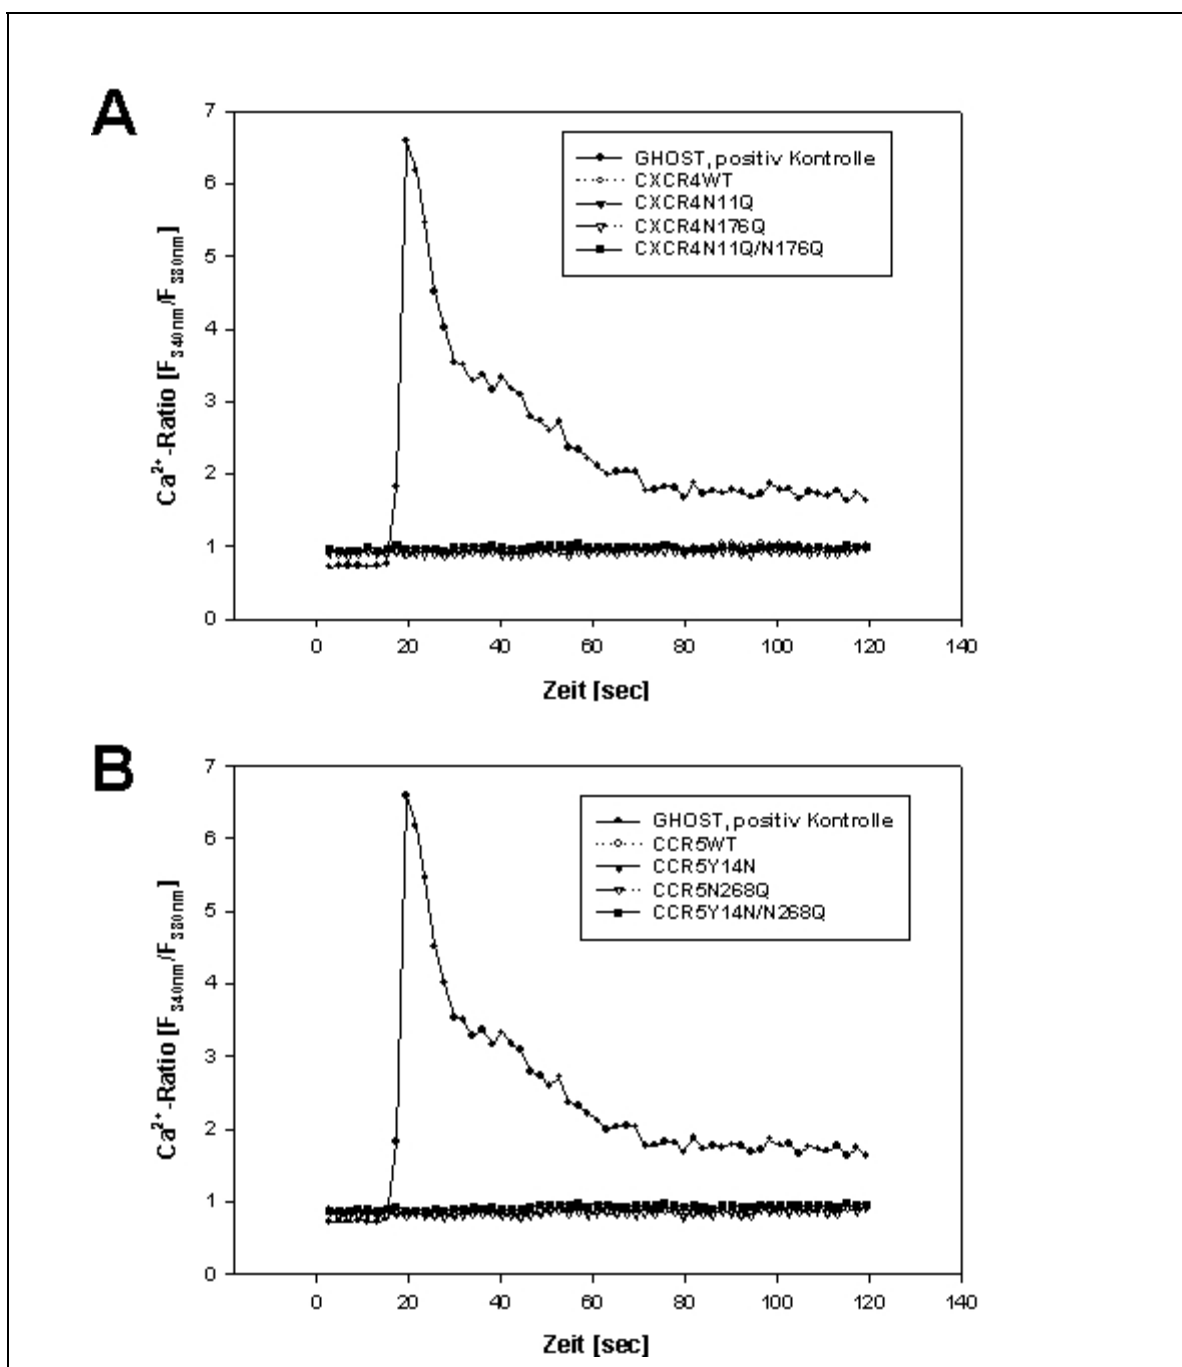 A
7
6
5
4
3
2
1
0
Ca²⁺-Ratio [F₃₄₀ₙₘ/F₃₈₀ₙₘ]
GHOST, positiv Kontrolle
CXCR4WT
CXCR4N11Q
CXCR4N176Q
CXCR4N11Q/N176Q
0 20 40 60 80 100 120 140
Zeit [sec]
B
7
6
5
4
3
2
1
0
Ca²⁺-Ratio [F₃₄₀ₙₘ/F₃₈₀ₙₘ]
GHOST, positiv Kontrolle
CCR5WT
CCR5Y14N
CCR5N268Q
CCR5Y14N/N268Q
0 20 40 60 80 100 120 140
Zeit [sec]